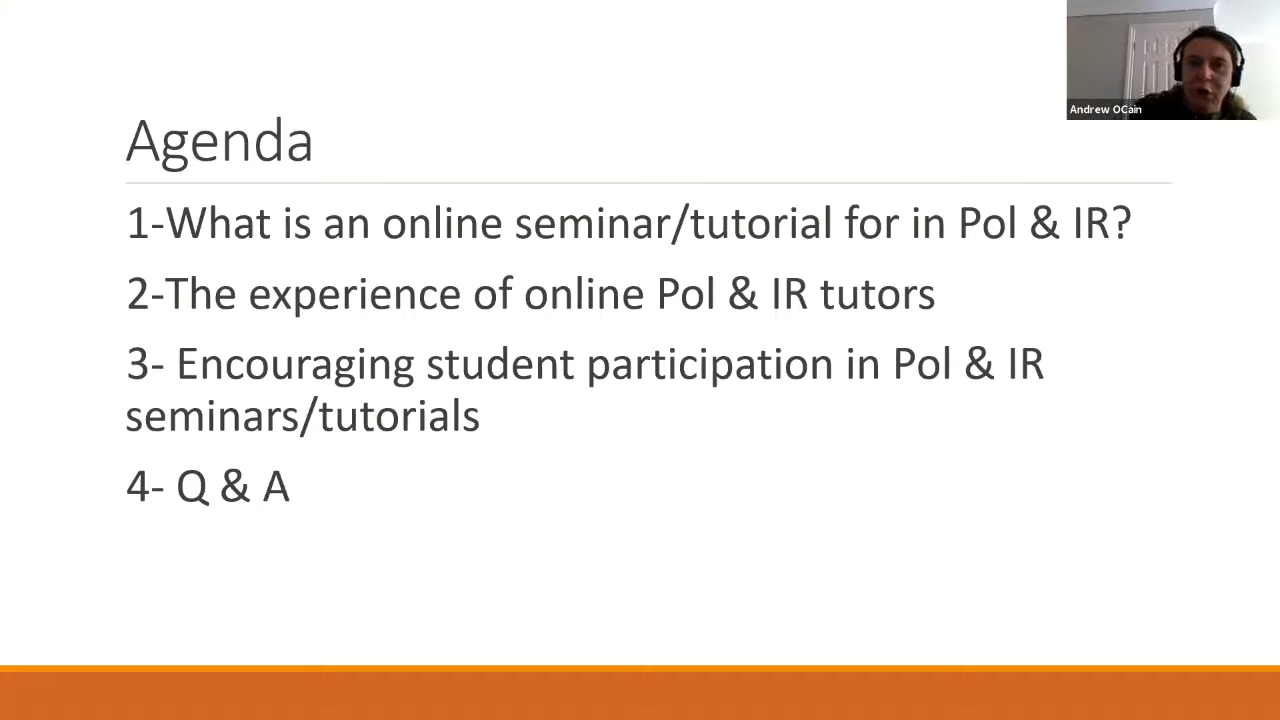 Andrew OCain
Agenda
1-What is an online seminar/tutorial for in Pol & IR?
2-The experience of online Pol & IR tutors
3- Encouraging student participation in Pol & IR
seminars/tutorials
4- Q & A